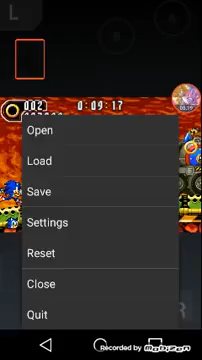 L
002
0:09:17
Open
Load
Save
Settings
Reset
Close
Quit
R
Recorded by Mobizen